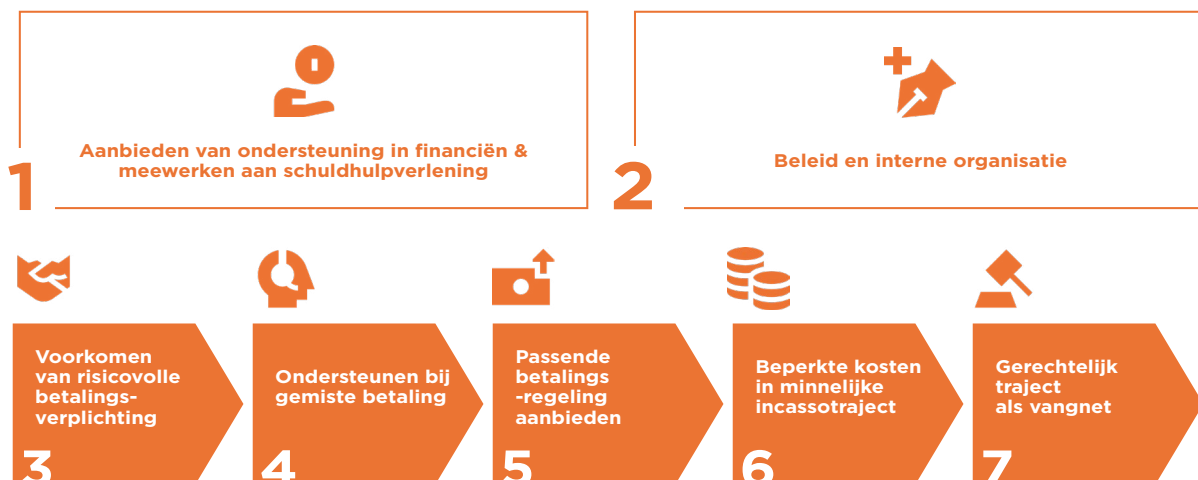 Aanbieden van ondersteuning in financiën &
meewerken aan schuldhulpverlening
1
Beleid en interne organisatie
2
Voorkomen
van risicovolle
betalings-
verplichting
3
Ondersteunen bij
gemiste betaling
4
Passende
betalings
-regeling
aanbieden
5
Beperkte kosten
in minnelijke
incassotraject
6
Gerechtelijk
traject
als vangnet
7